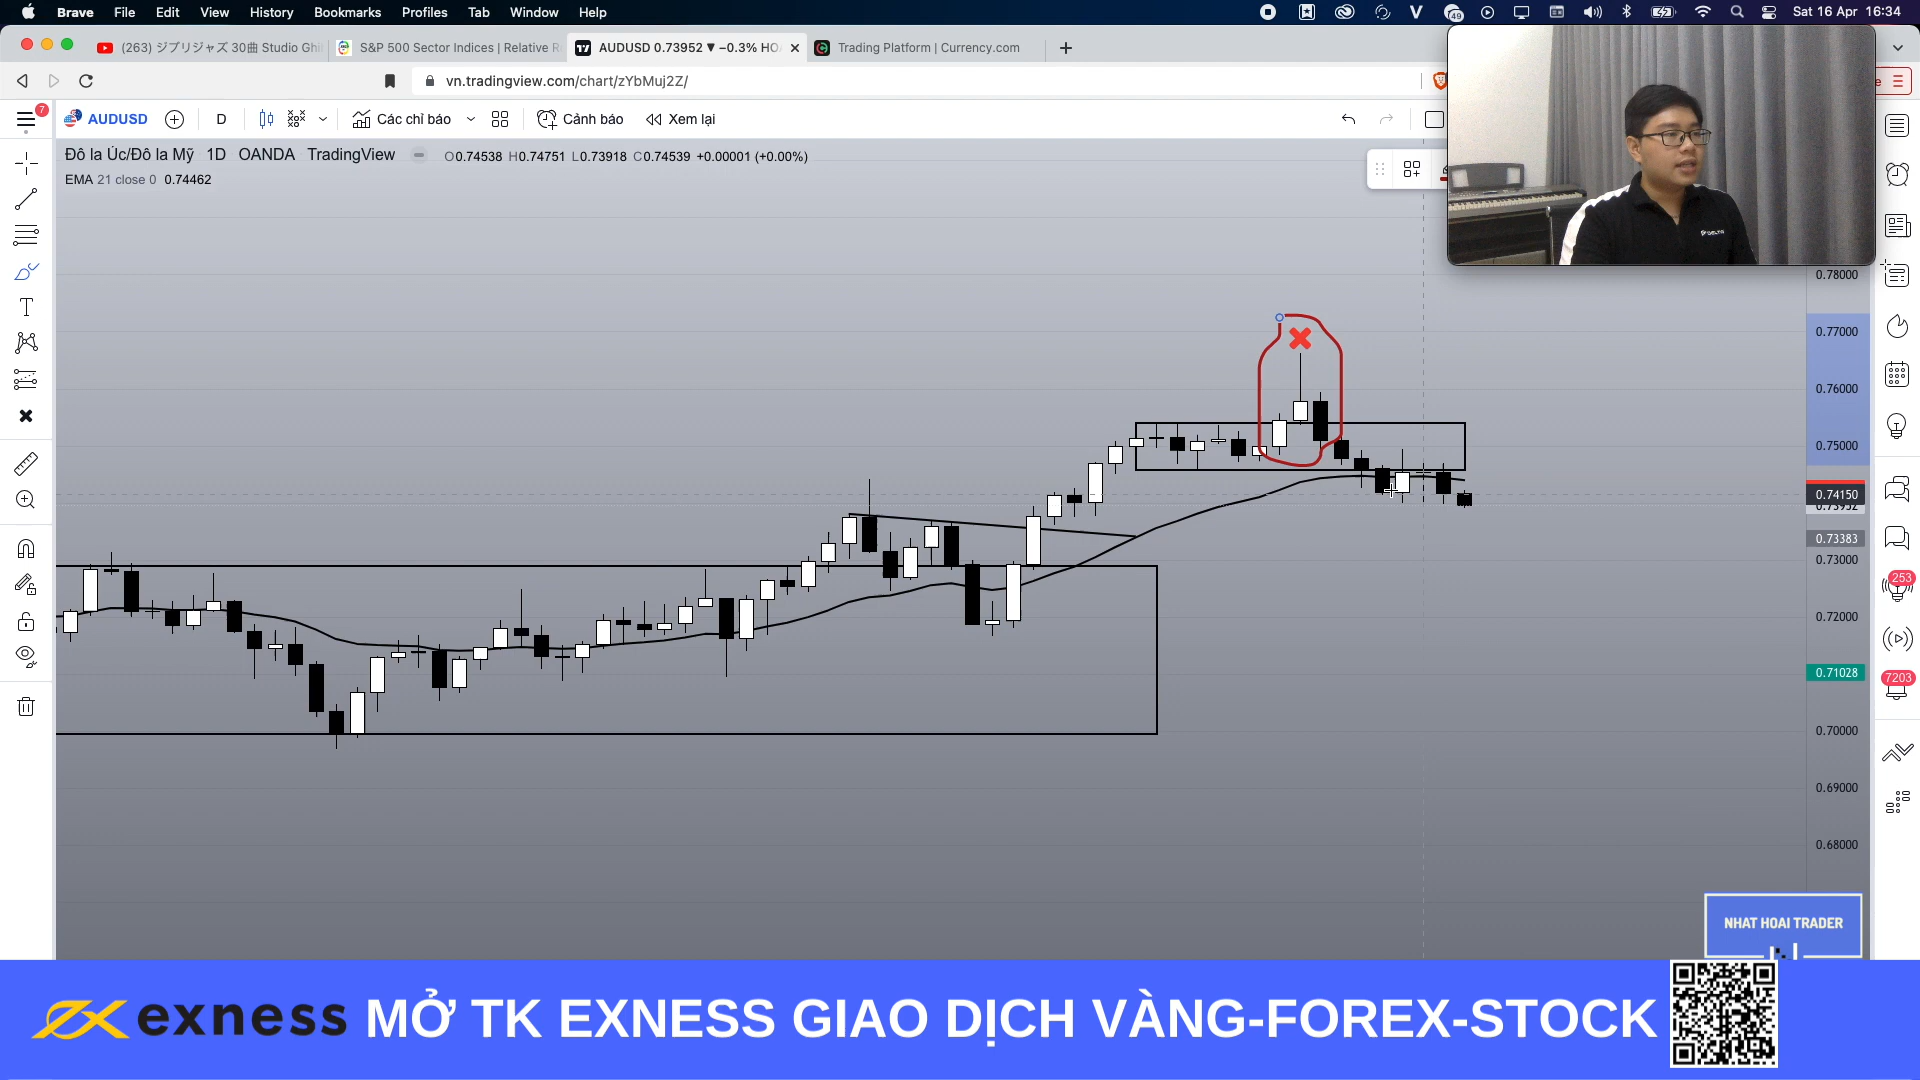 Brave File Edit View History Bookmarks Profiles Tab Window Help
49
Sat 16 Apr 16:34
(263) ジブリジャズ 30曲 Studio Ghi
S&P 500 Sector Indices | Relative R
AUDUSD 0.73952 ▼ −0.3% HO
Trading Platform | Currency.com
vn.tradingview.com/chart/zYbMuj2Z/
7
AUDUSD
D
Các chỉ báo
Cảnh báo
Xem lại
Đô la Úc/Đô la Mỹ 1D OANDA TradingView
O0.74538 H0.74751 L0.73918 C0.74539 +0.00001 (+0.00%)
EMA 21 close 0 0.74462
DELTA
0.78000
0.77000
0.76000
0.75000
0.74150
0.73952
0.73383
0.73000
0.72000
0.71028
0.70000
0.69000
0.68000
253
7203
NHAT HOAI TRADER
exness MỞ TK EXNESS GIAO DỊCH VÀNG-FOREX-STOCK